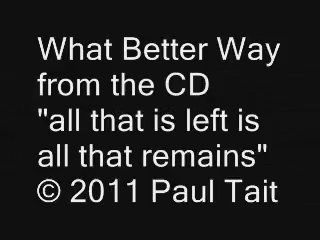 What Better Way
from the CD
"all that is left is
all that remains"
© 2011 Paul Tait